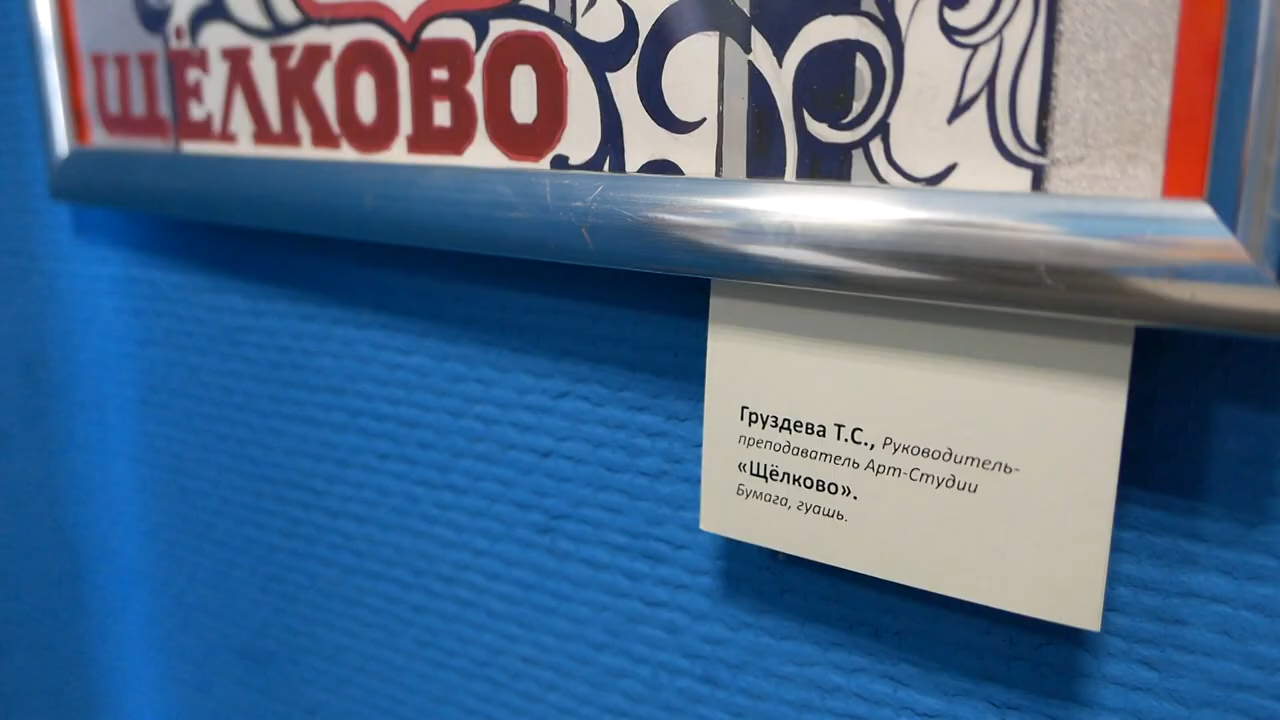 ЩЁЛКОВО
Груздева Т.С., Руководитель-
преподаватель Арт-Студии
«Щёлково».
Бумага, гуашь.